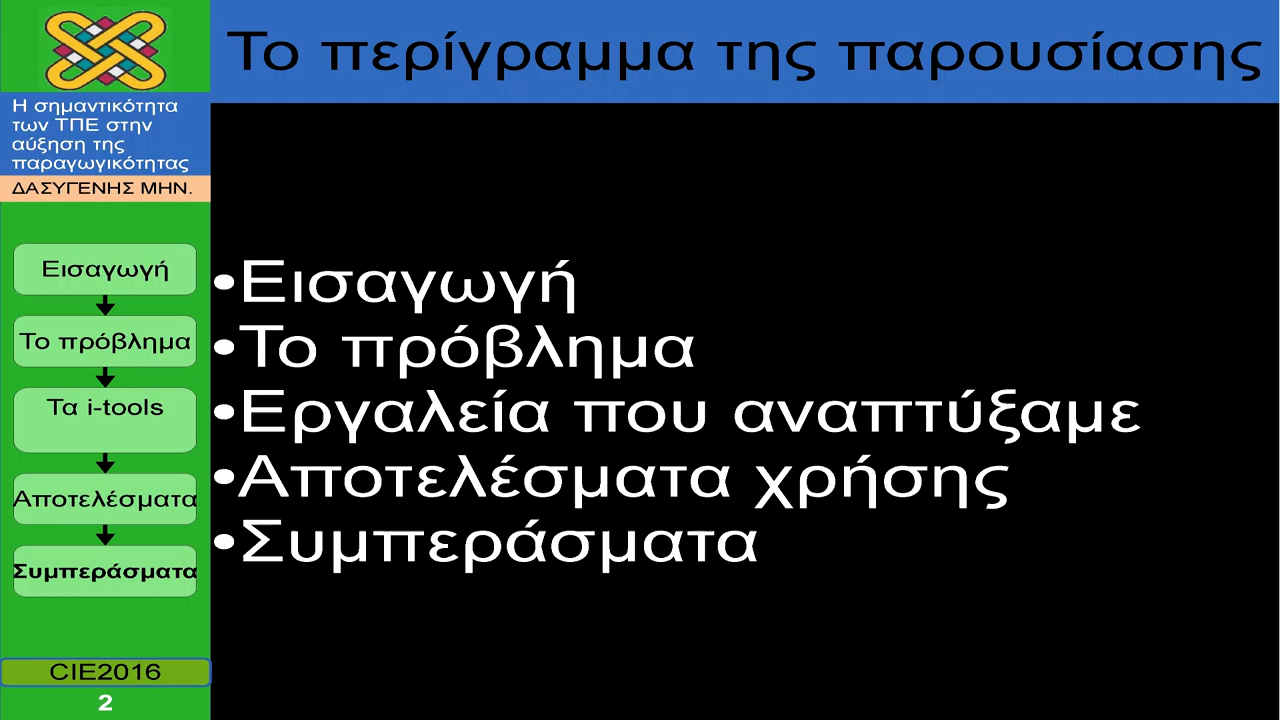 Το περίγραμμα της παρουσίασης
Η σημαντικότητα
των ΤΠΕ στην
αύξηση της
παραγωγικότητας
ΔΑΣΥΓΕΝΗΣ ΜΗΝ.
Εισαγωγή
Το πρόβλημα
Τα i-tools
Αποτελέσματα
Συμπεράσματα
CIE2016
2
•Εισαγωγή
•Το πρόβλημα
•Εργαλεία που αναπτύξαμε
•Αποτελέσματα χρήσης
•Συμπεράσματα